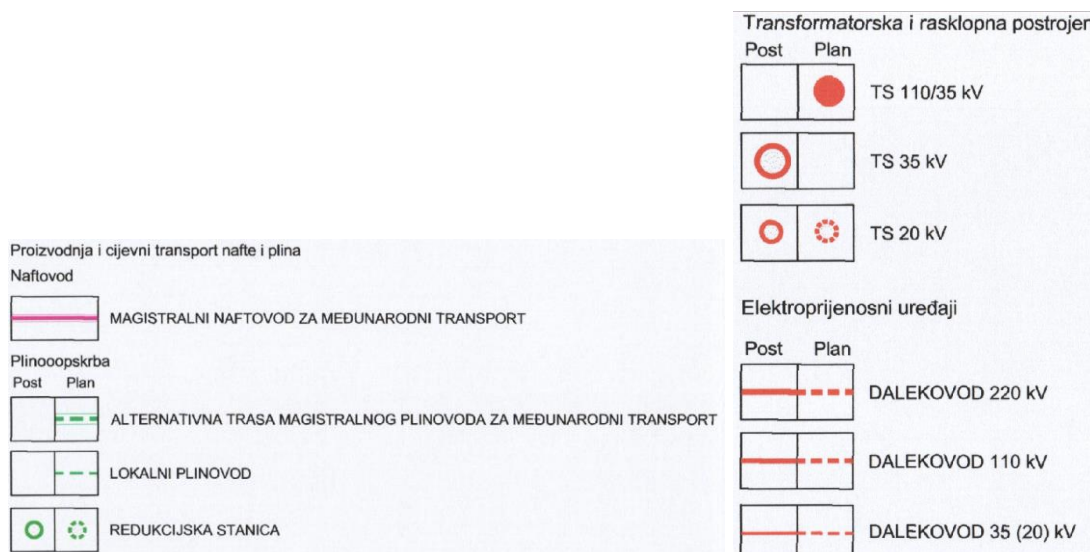 Proizvodnja i cijevni transport nafte i plina
Naftovod
MAGISTRALNI NAFTOVOD ZA MEĐUNARODNI TRANSPORT
Plinooopskrba
Post Plan
ALTERNATIVNA TRASA MAGISTRALNOG PLINOVODA ZA MEĐUNARODNI TRANSPORT
LOKALNI PLINOVOD
REDUKCIJSKA STANICA
Transformatorska i rasklopna postrojer
Post Plan
TS 110/35 kV
TS 35 kV
TS 20 kV
Elektroprijenosni uređaji
Post Plan
DALEKOVOD 220 kV
DALEKOVOD 110 kV
DALEKOVOD 35 (20) kV